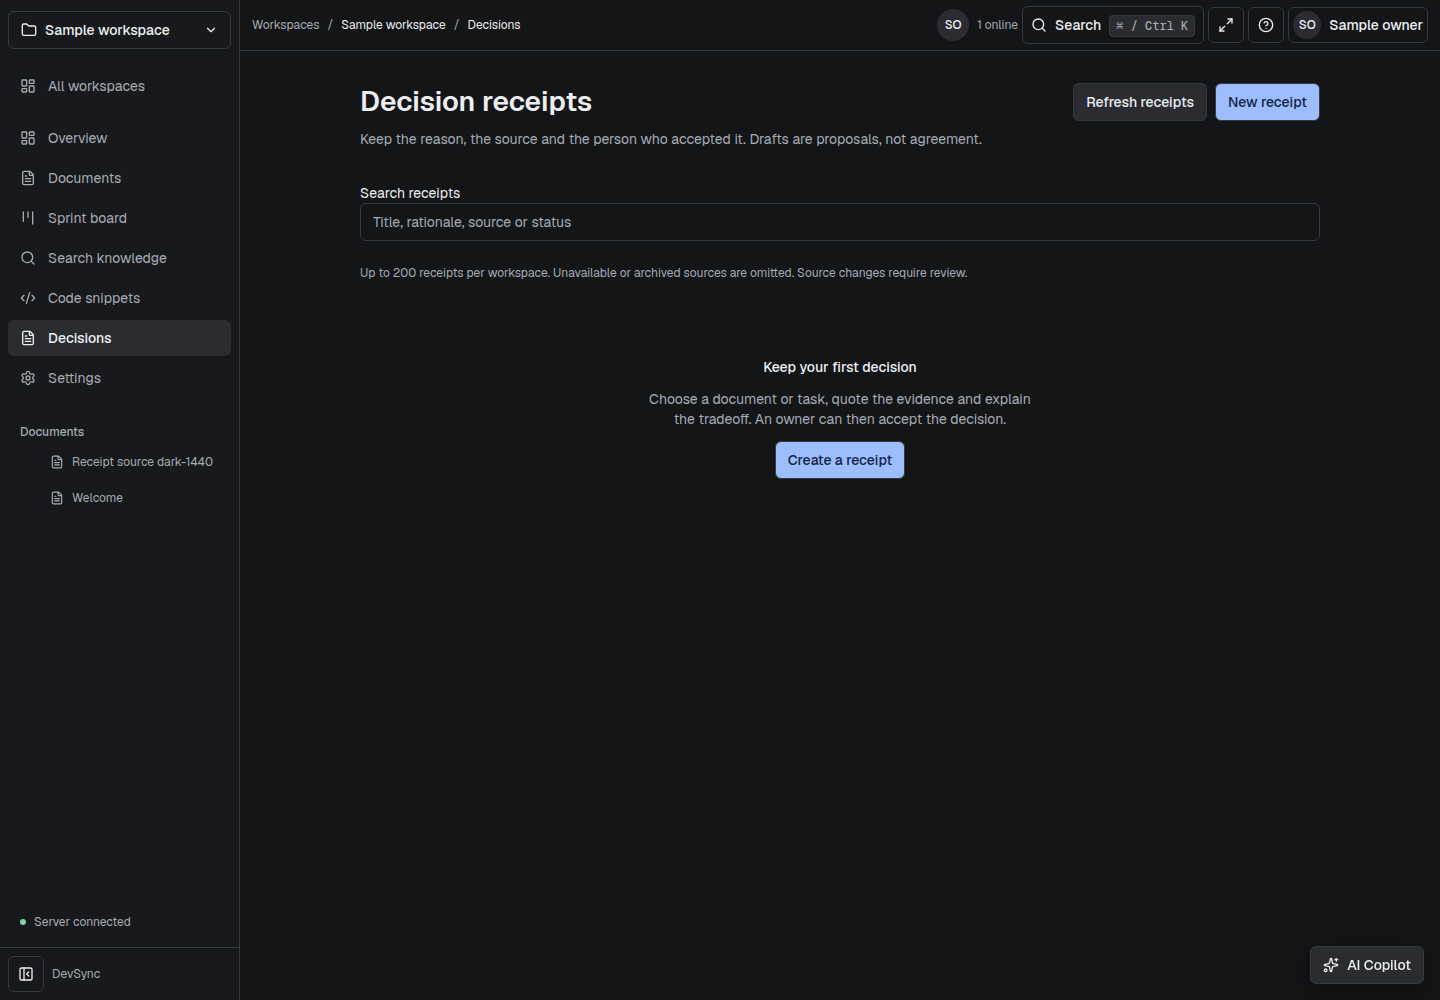 Sample workspace
All workspaces
Overview
Documents
Sprint board
Search knowledge
Code snippets
Decisions
Settings
Documents
Receipt source dark-1440
Welcome
Server connected
DevSync
Workspaces / Sample workspace / Decisions
SO 1 online Search ⌘ / Ctrl K SO Sample owner
Decision receipts
Refresh receipts New receipt
Keep the reason, the source and the person who accepted it. Drafts are proposals, not agreement.
Search receipts
Title, rationale, source or status
Up to 200 receipts per workspace. Unavailable or archived sources are omitted. Source changes require review.
Keep your first decision
Choose a document or task, quote the evidence and explain
the tradeoff. An owner can then accept the decision.
Create a receipt
AI Copilot